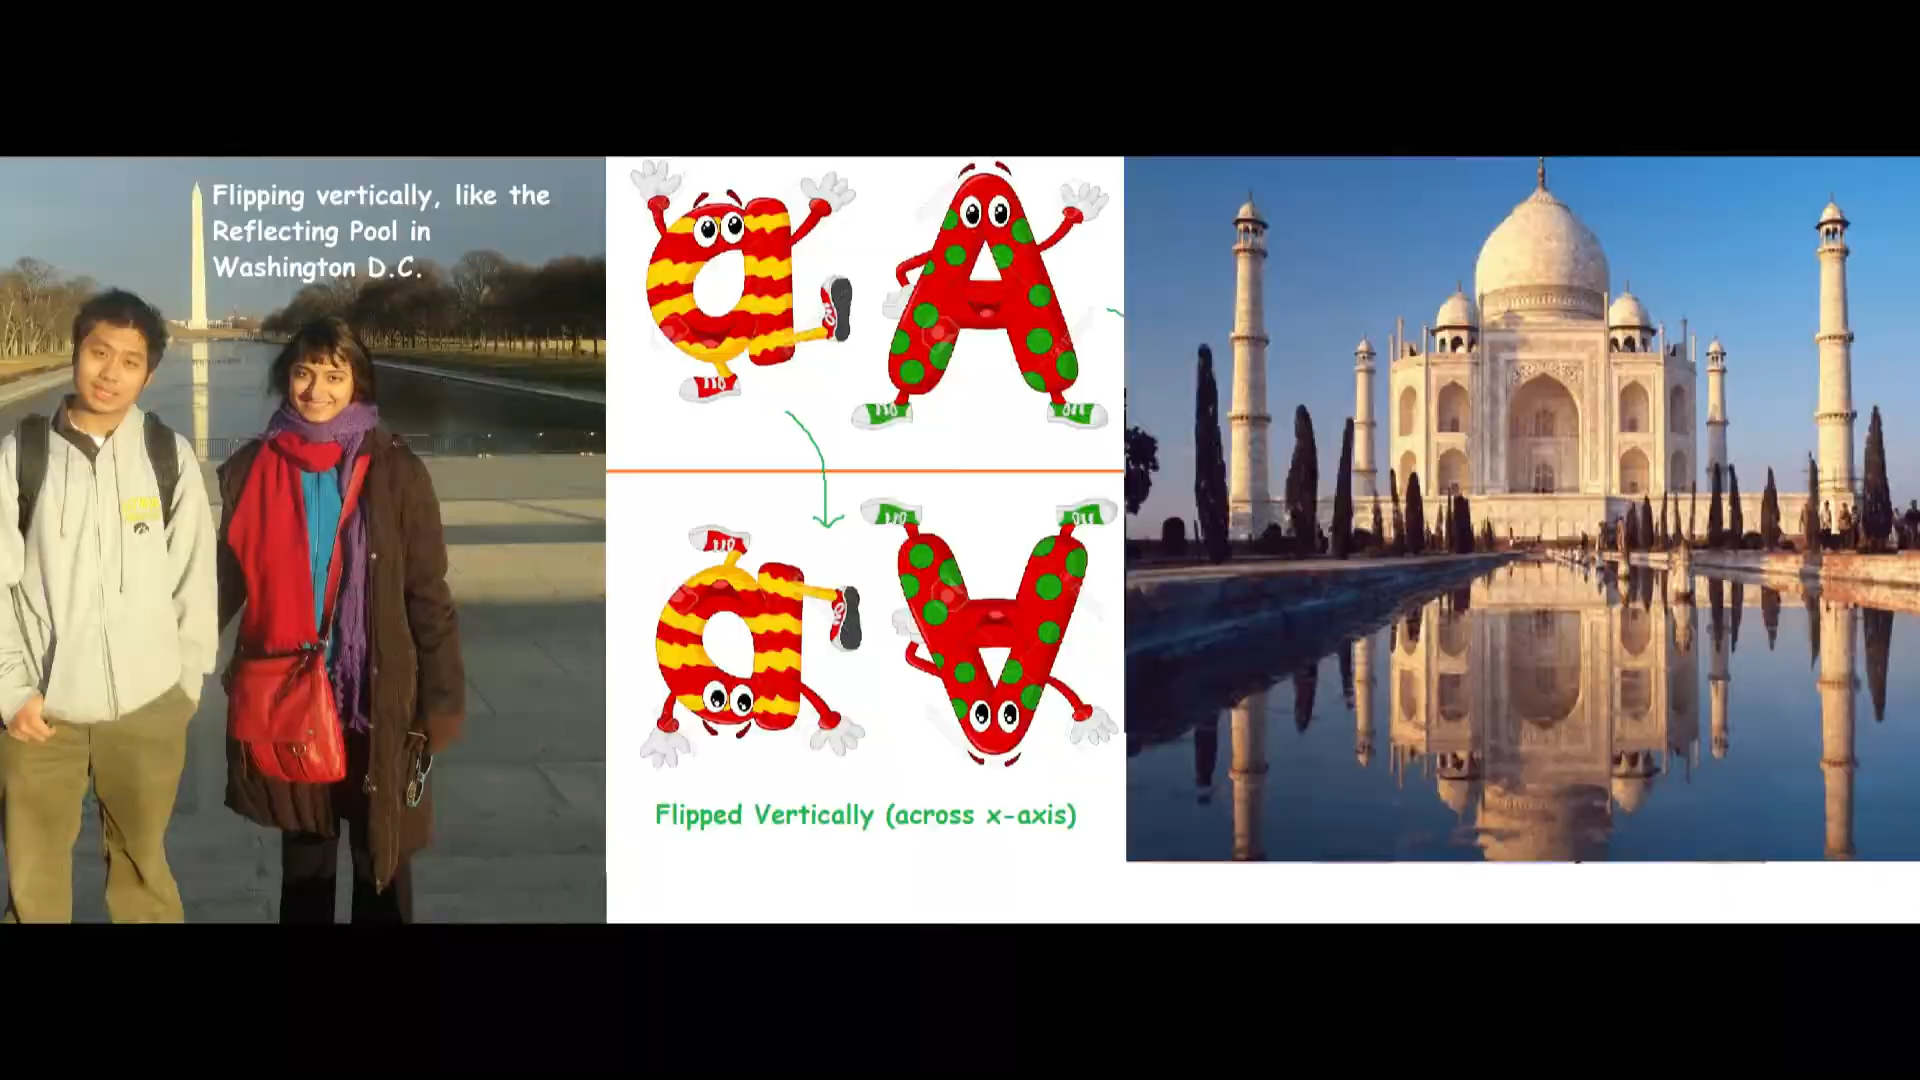 Flipping vertically, like the
Reflecting Pool in
Washington D.C.
Flipped Vertically (across x-axis)